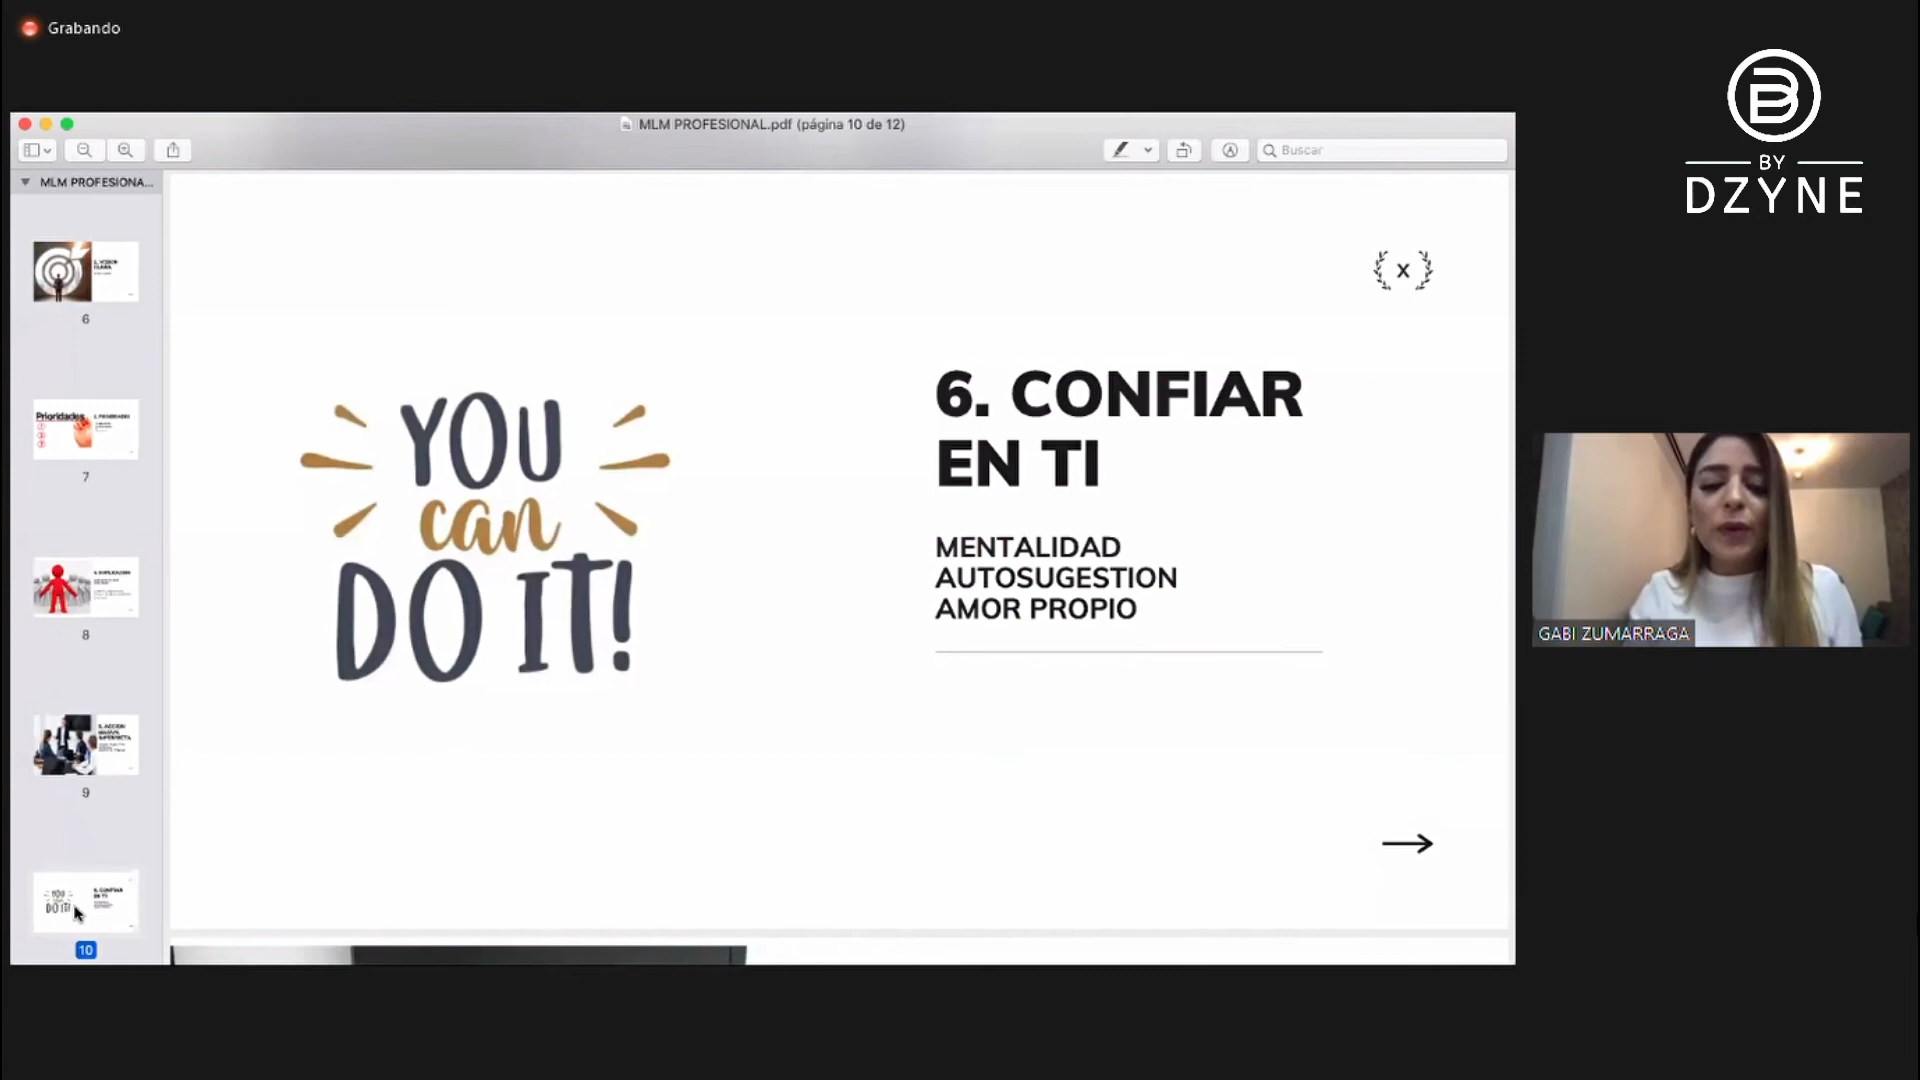 Grabando
MLM PROFESIONAL.pdf (página 10 de 12)
Buscar
MLM PROFESIONA...
6
Prioridades
7
8
9
10
YOU
can
DO IT!
x
6. CONFIAR
EN TI
MENTALIDAD
AUTOSUGESTION
AMOR PROPIO
B
BY
DZYNE
GABI ZUMARRAGA